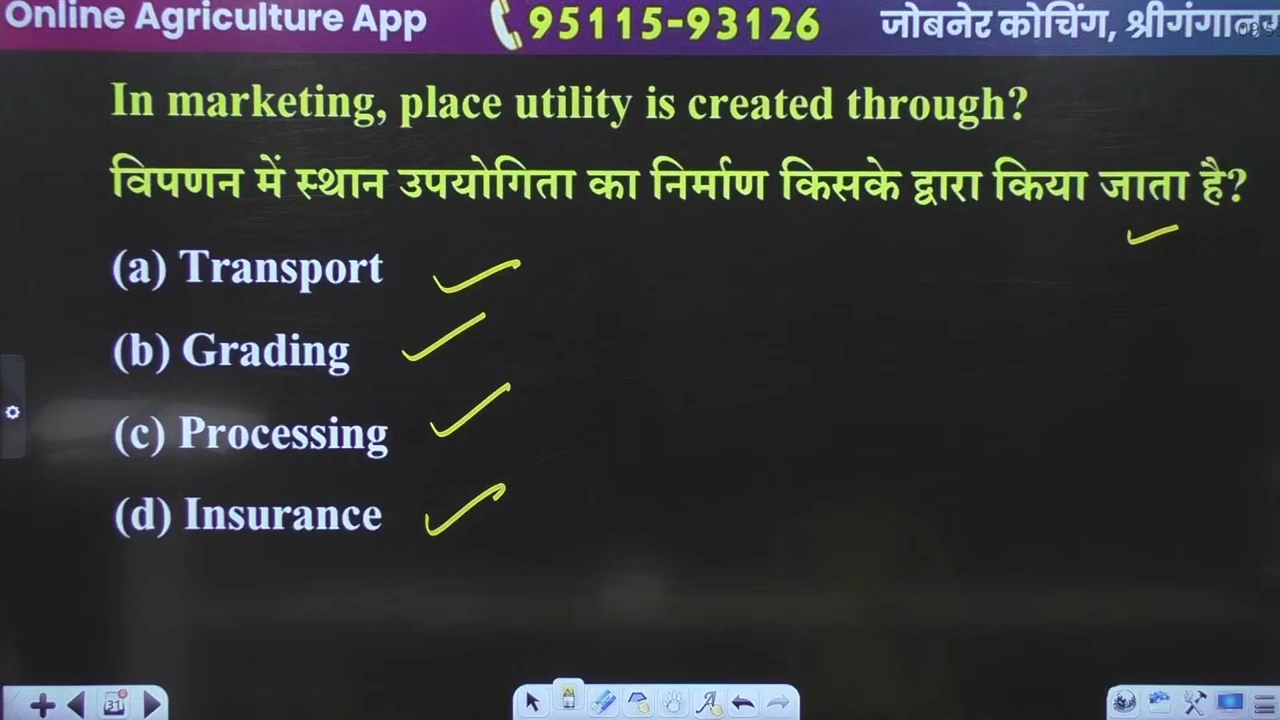 Online Agriculture App
95115-93126
जोबनेर कोचिंग,
In marketing, place utility is created through?
विपणन में स्थान उपयोगिता का निर्माण किसके द्वारा किया जाता है?
(a) Transport
(b) Grading
(c) Processing
(d) Insurance
31